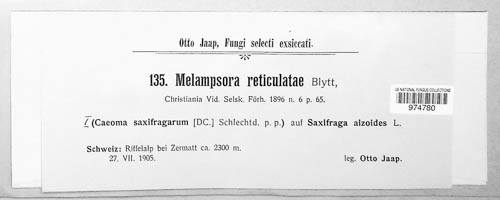 Otto Jaap, Fungi selecti exsiccati.
135. Melampsora reticulatae Blytt,
Christiania Vid. Selsk. Förh. 1896 n. 6 p. 65.
I (Caeoma saxifragarum [DC.] Schlechtd. p. p.) auf Saxifraga aizoides L.
Schweiz: Riffelalp bei Zermatt ca. 2300 m.
27. VII. 1905.
leg. Otto Jaap.
US NATIONAL FUNGUS COLLECTIONS
974780